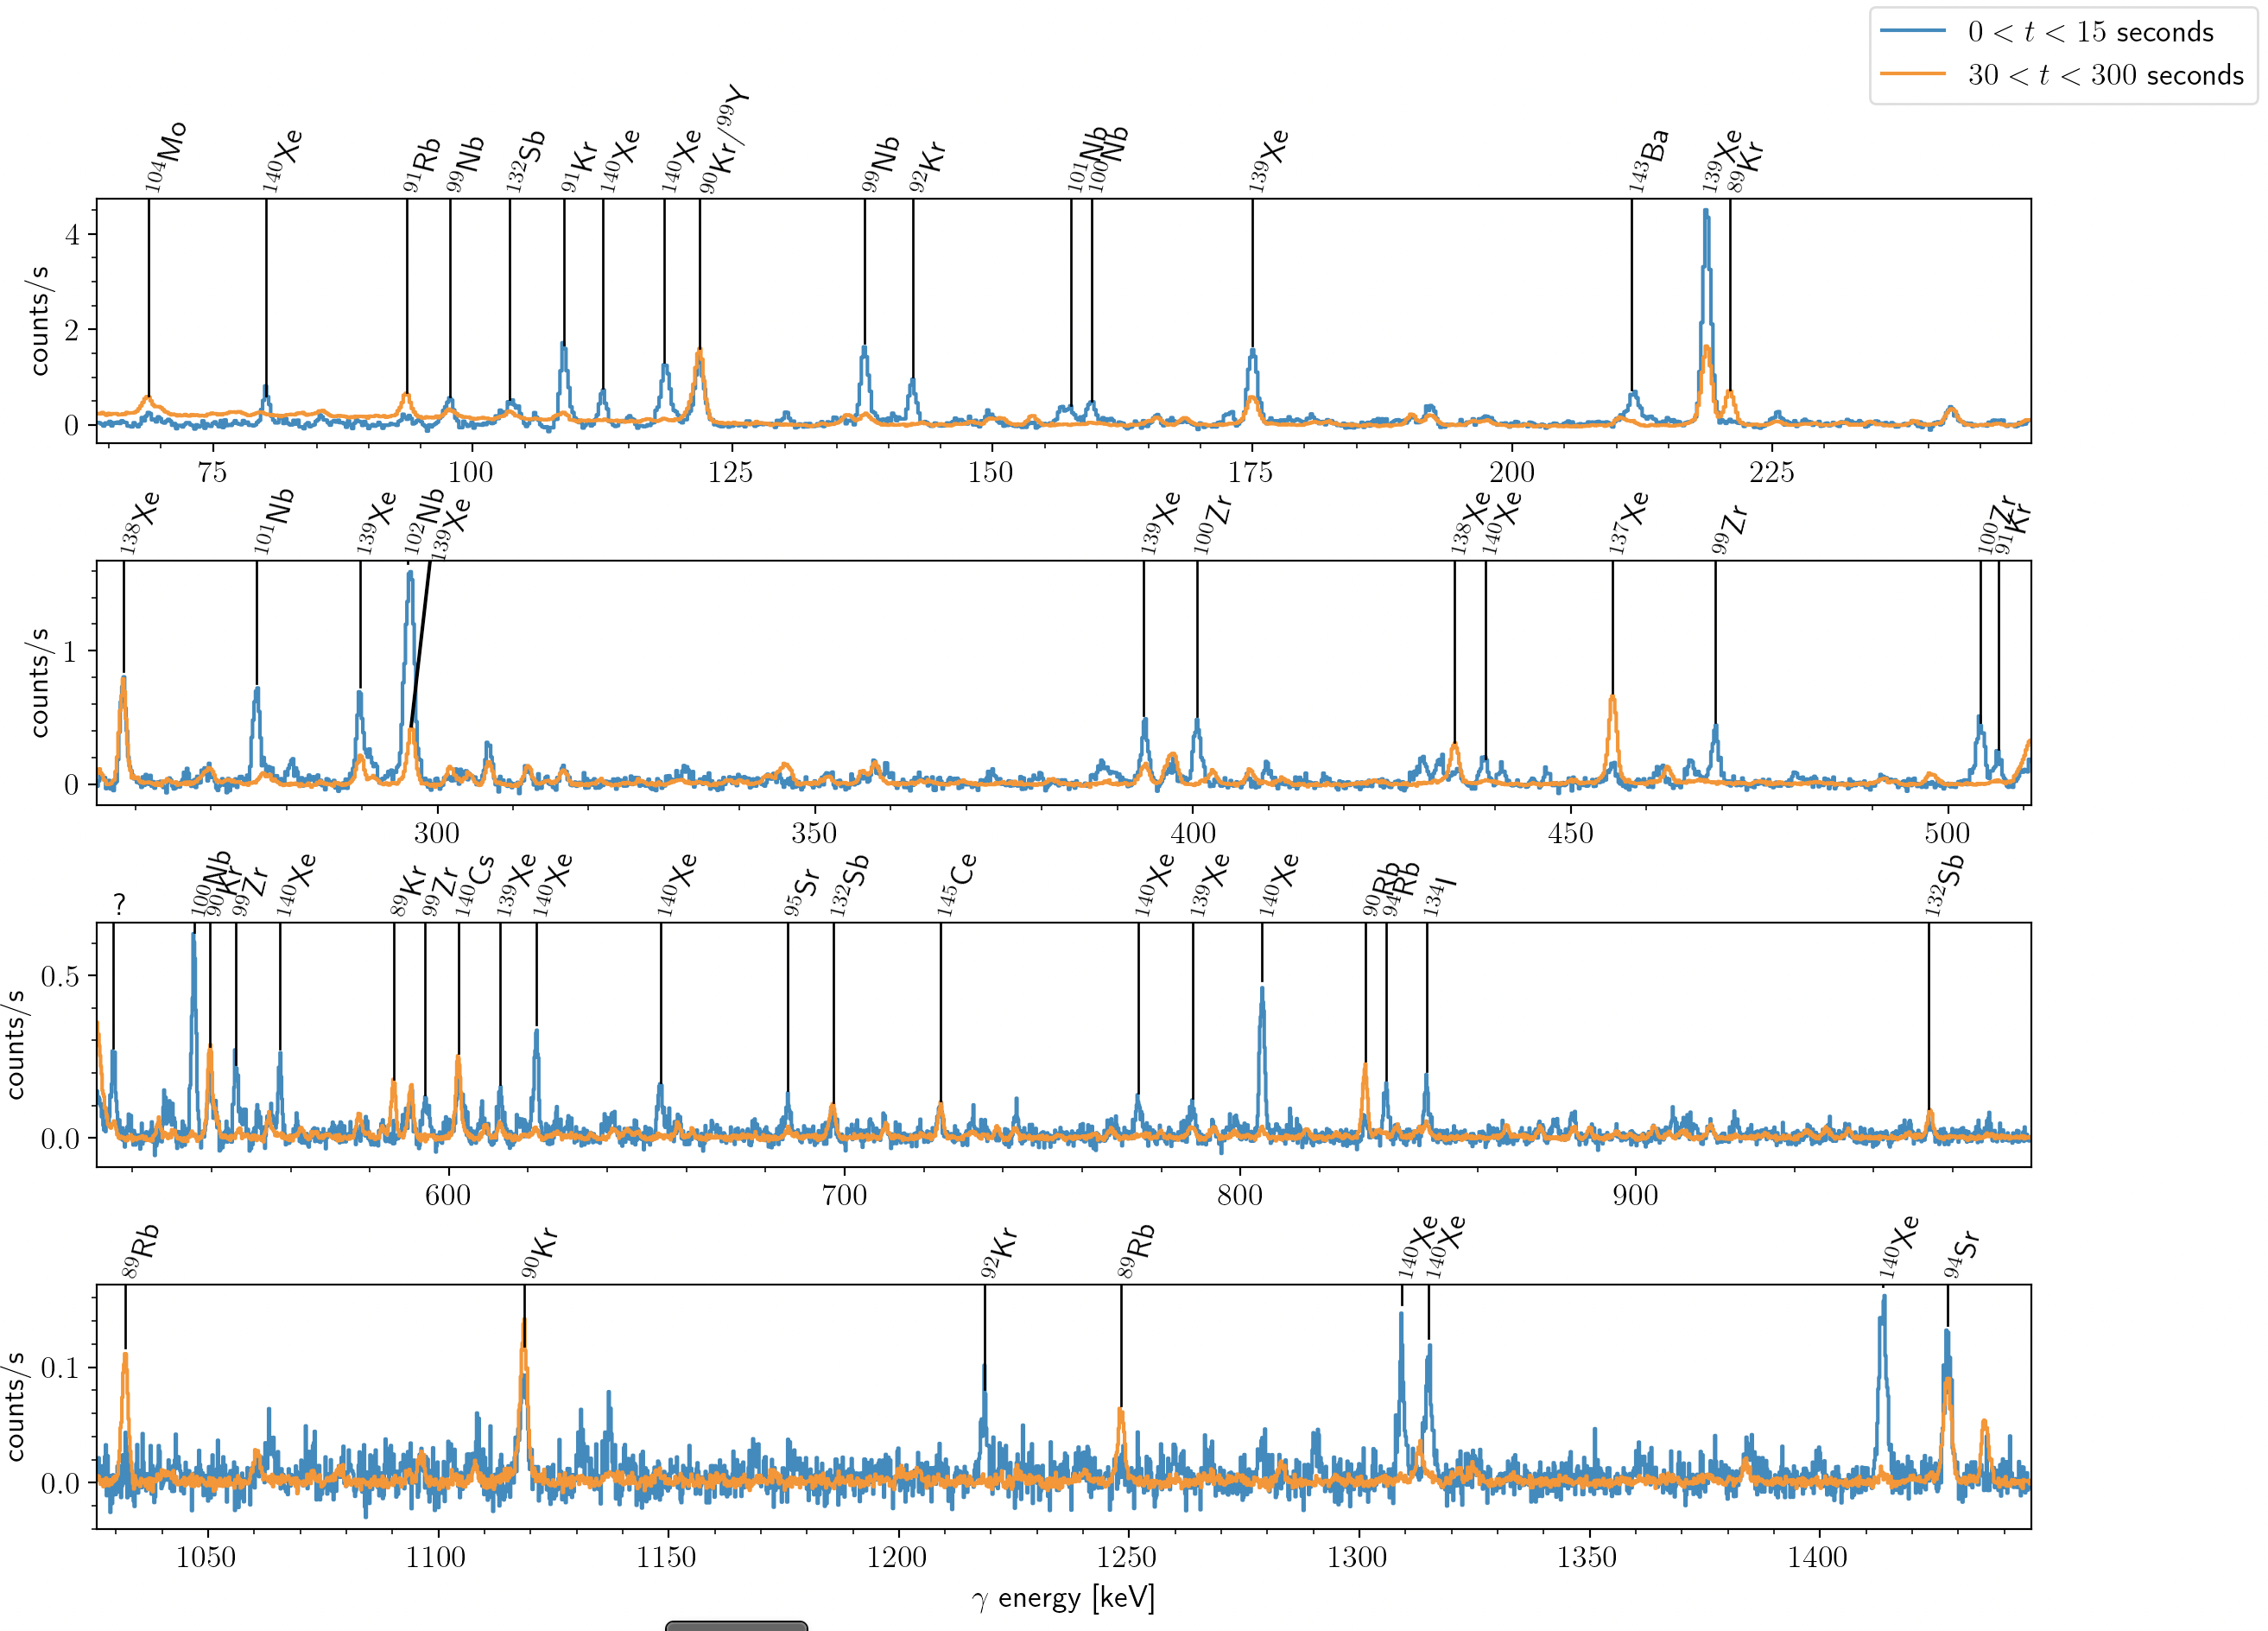 0 < t < 15 seconds
30 < t < 300 seconds
¹⁰⁴Mo ¹⁴⁰Xe ⁹¹Rb ⁹⁹Nb ¹³²Sb ⁹¹Kr ¹⁴⁰Xe ¹⁴⁰Xe ⁹⁰Kr/⁹⁹Y ⁹⁹Nb ⁹²Kr ¹⁰¹Nb ¹⁰⁰Nb ¹³⁹Xe ¹⁴³Ba ¹³⁹Xe ⁸⁹Kr
counts/s
4
2
0
75 100 125 150 175 200 225
¹³⁸Xe ¹⁰¹Nb ¹³⁹Xe ¹⁰²Nb ¹³⁹Xe ¹³⁹Xe ¹⁰⁰Zr ¹³⁸Xe ¹⁴⁰Xe ¹³⁷Xe ⁹⁹Zr ¹⁰⁰Zr ⁹¹Kr
counts/s
1
0
300 350 400 450 500
? ¹⁰⁰Nb ⁹⁰Kr ⁹⁹Zr ¹⁴⁰Xe ⁸⁹Kr ⁹⁹Zr ¹⁴⁰Cs ¹³⁹Xe ¹⁴⁰Xe ¹⁴⁰Xe ⁹⁵Sr ¹³²Sb ¹⁴⁵Ce ¹⁴⁰Xe ¹³⁹Xe ¹⁴⁰Xe ⁹⁰Rb ⁹⁴Rb ¹³⁴I ¹³²Sb
counts/s
0.5
0.0
600 700 800 900
⁸⁹Rb ⁹⁰Kr ⁹²Kr ⁸⁹Rb ¹⁴⁰Xe ¹⁴⁰Xe ¹⁴⁰Xe ⁹⁴Sr
counts/s
0.1
0.0
1050 1100 1150 1200 1250 1300 1350 1400
γ energy [keV]